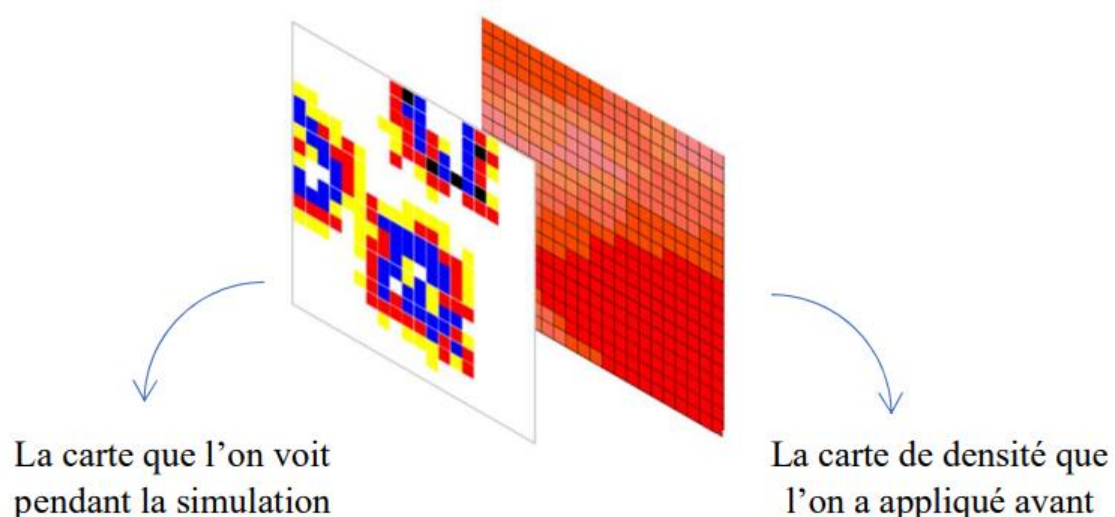 La carte que l’on voit
pendant la simulation
La carte de densité que
l’on a appliqué avant